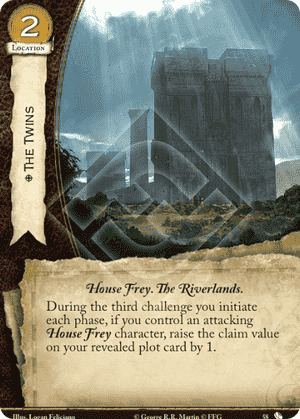 2
LOCATION
THE TWINS
House Frey. The Riverlands.
During the third challenge you initiate
each phase, if you control an attacking
House Frey character, raise the claim value
on your revealed plot card by 1.
Illus. Logan Feliciano
© George R.R. Martin & © FFG
58